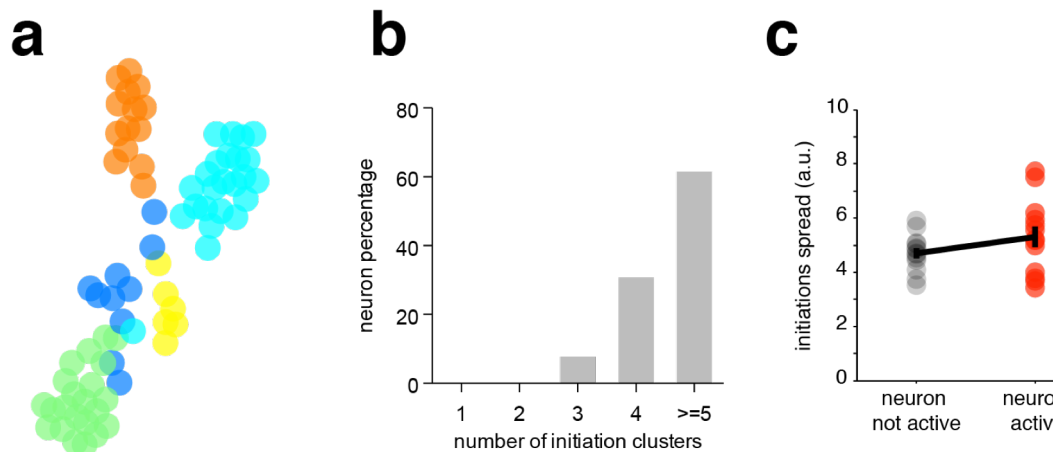 a
b
c
neuron percentage
80
60
40
20
0
1 2 3 4 >=5
number of initiation clusters
initiations spread (a.u.)
10
8
6
4
2
0
neuron
not active